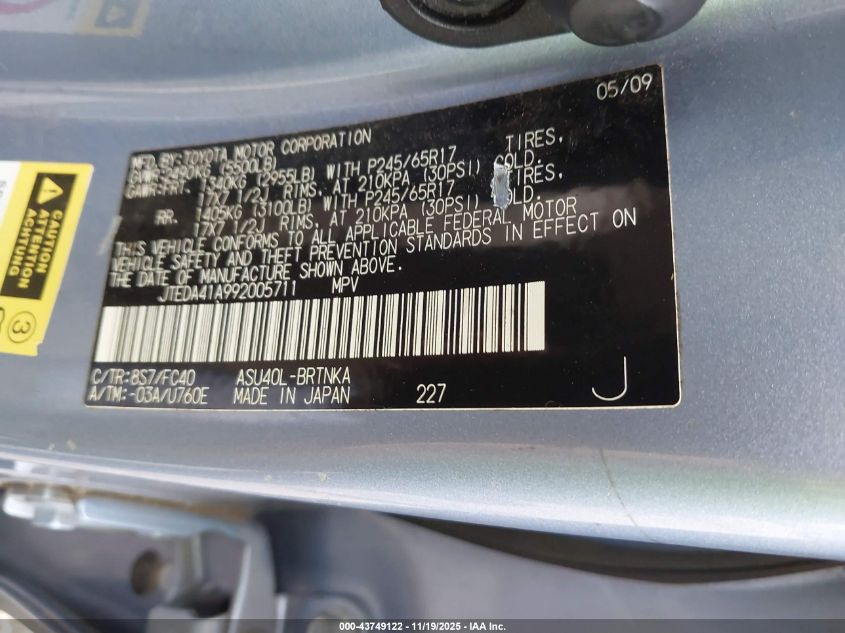 05/09
MFD BY:TOYOTA MOTOR CORPORATION
GVWR:2490KG (5500LB)
GAWR:FRT. 1340KG (2955LB) WITH P245/65R17 TIRES,
17X7 1/2J RIMS, AT 210KPA (30PSI) COLD.
RR. 1405KG (3100LB) WITH P245/65R17 TIRES,
17X7 1/2J RIMS, AT 210KPA (30PSI) COLD.
THIS VEHICLE CONFORMS TO ALL APPLICABLE FEDERAL MOTOR
VEHICLE SAFETY AND THEFT PREVENTION STANDARDS IN EFFECT ON
THE DATE OF MANUFACTURE SHOWN ABOVE.
JTEDA41A992005711 MPV
C/TR:8S7/FC40 ASU40L-BRTNKA
A/TM:-03A/U760E MADE IN JAPAN 227 J
CAUTION
ATTENTION
ACHTUNG
3
000-43749122 - 11/19/2025 - IAA Inc.